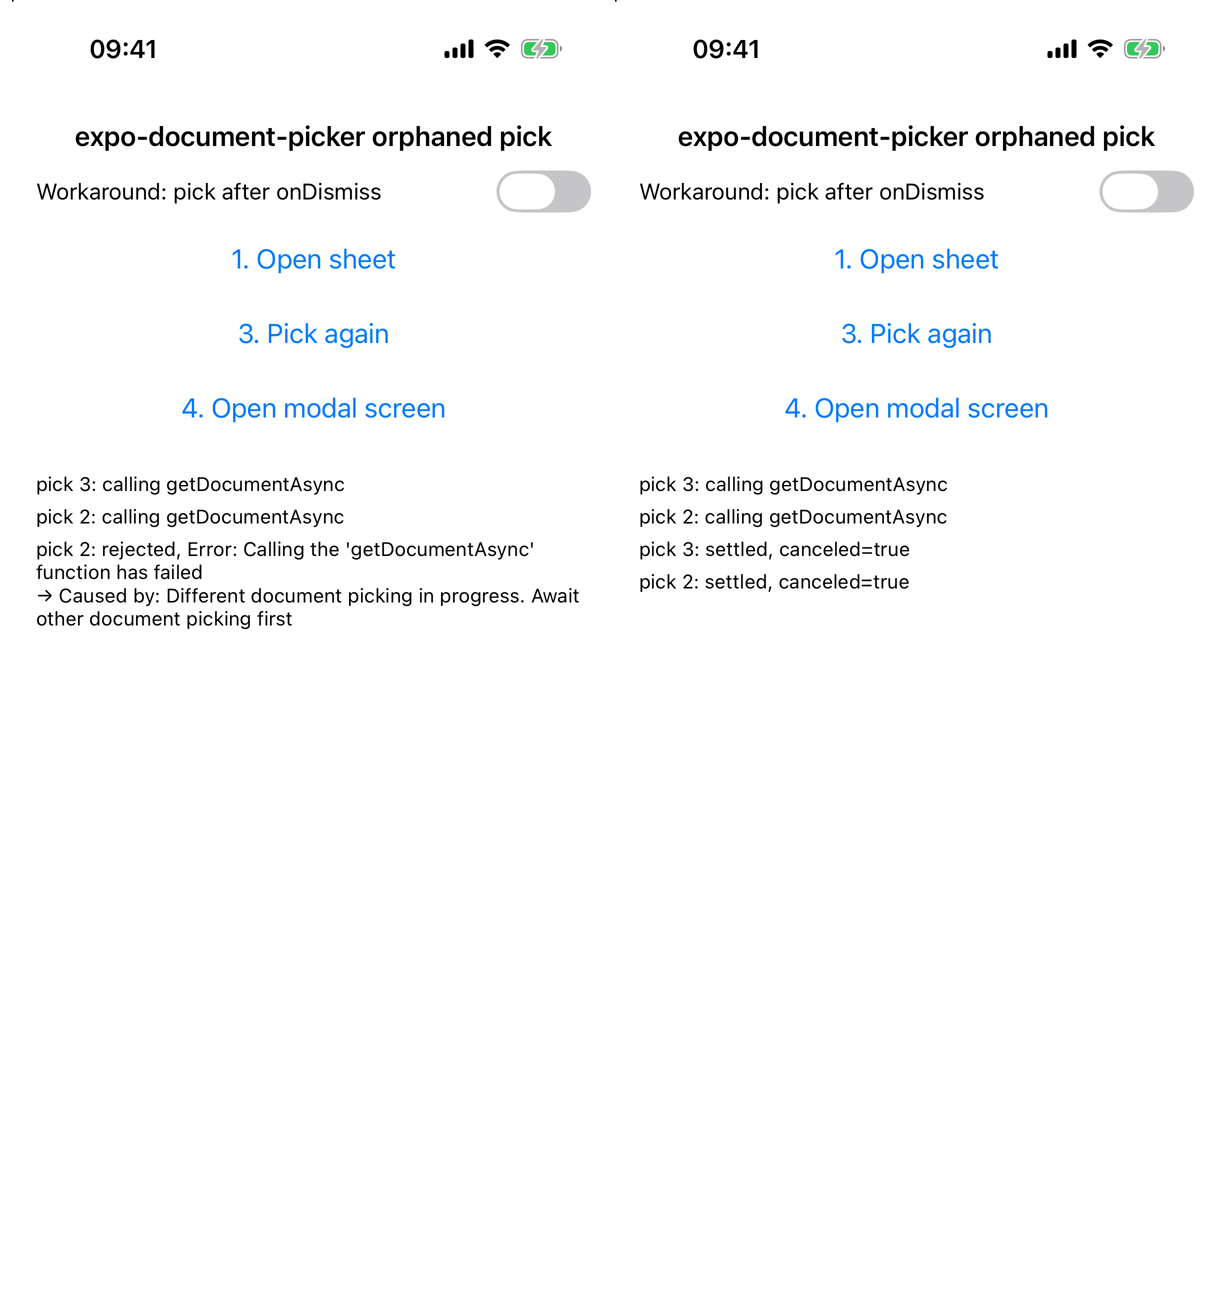 09:41
expo-document-picker orphaned pick
Workaround: pick after onDismiss
1. Open sheet
3. Pick again
4. Open modal screen
pick 3: calling getDocumentAsync
pick 2: calling getDocumentAsync
pick 2: rejected, Error: Calling the 'getDocumentAsync'
function has failed
→ Caused by: Different document picking in progress. Await
other document picking first
09:41
expo-document-picker orphaned pick
Workaround: pick after onDismiss
1. Open sheet
3. Pick again
4. Open modal screen
pick 3: calling getDocumentAsync
pick 2: calling getDocumentAsync
pick 3: settled, canceled=true
pick 2: settled, canceled=true